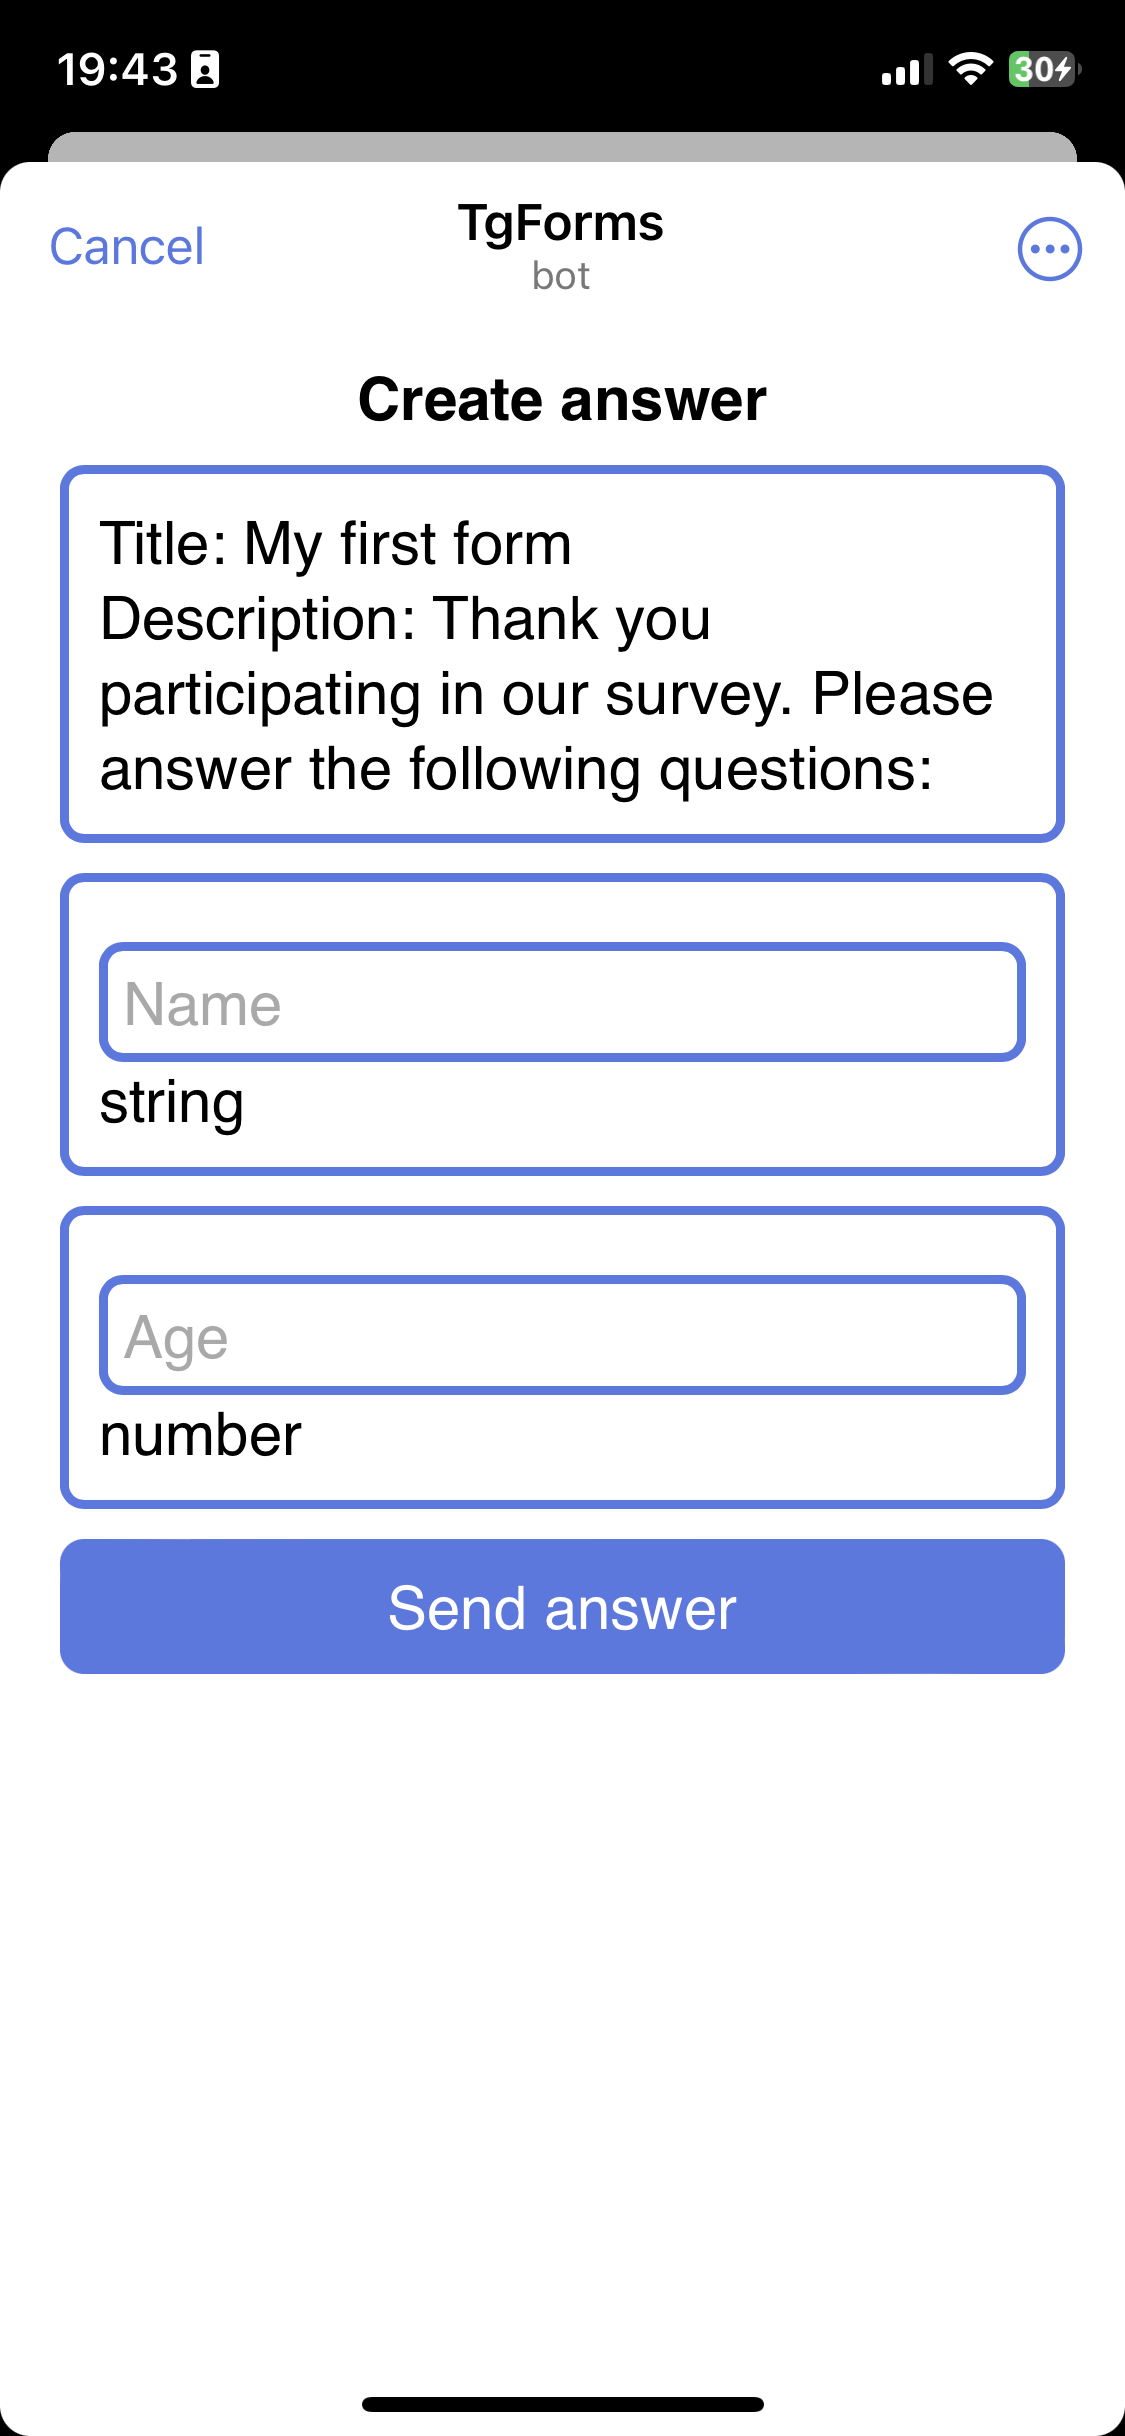 19:43
30
Cancel
TgForms
bot
Create answer
Title: My first form
Description: Thank you
participating in our survey. Please
answer the following questions:
Name
string
Age
number
Send answer